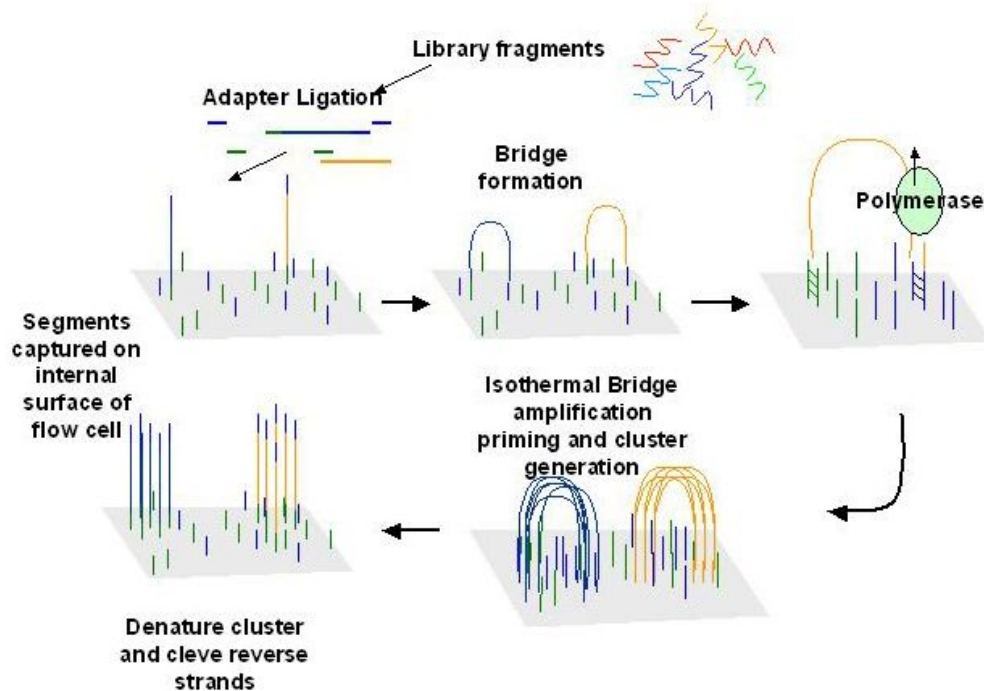 Library fragments
Adapter Ligation
Bridge
formation
Polymerase
Segments
captured on
internal
surface of
flow cell
Isothermal Bridge
amplification
priming and cluster
generation
Denature cluster
and cleve reverse
strands